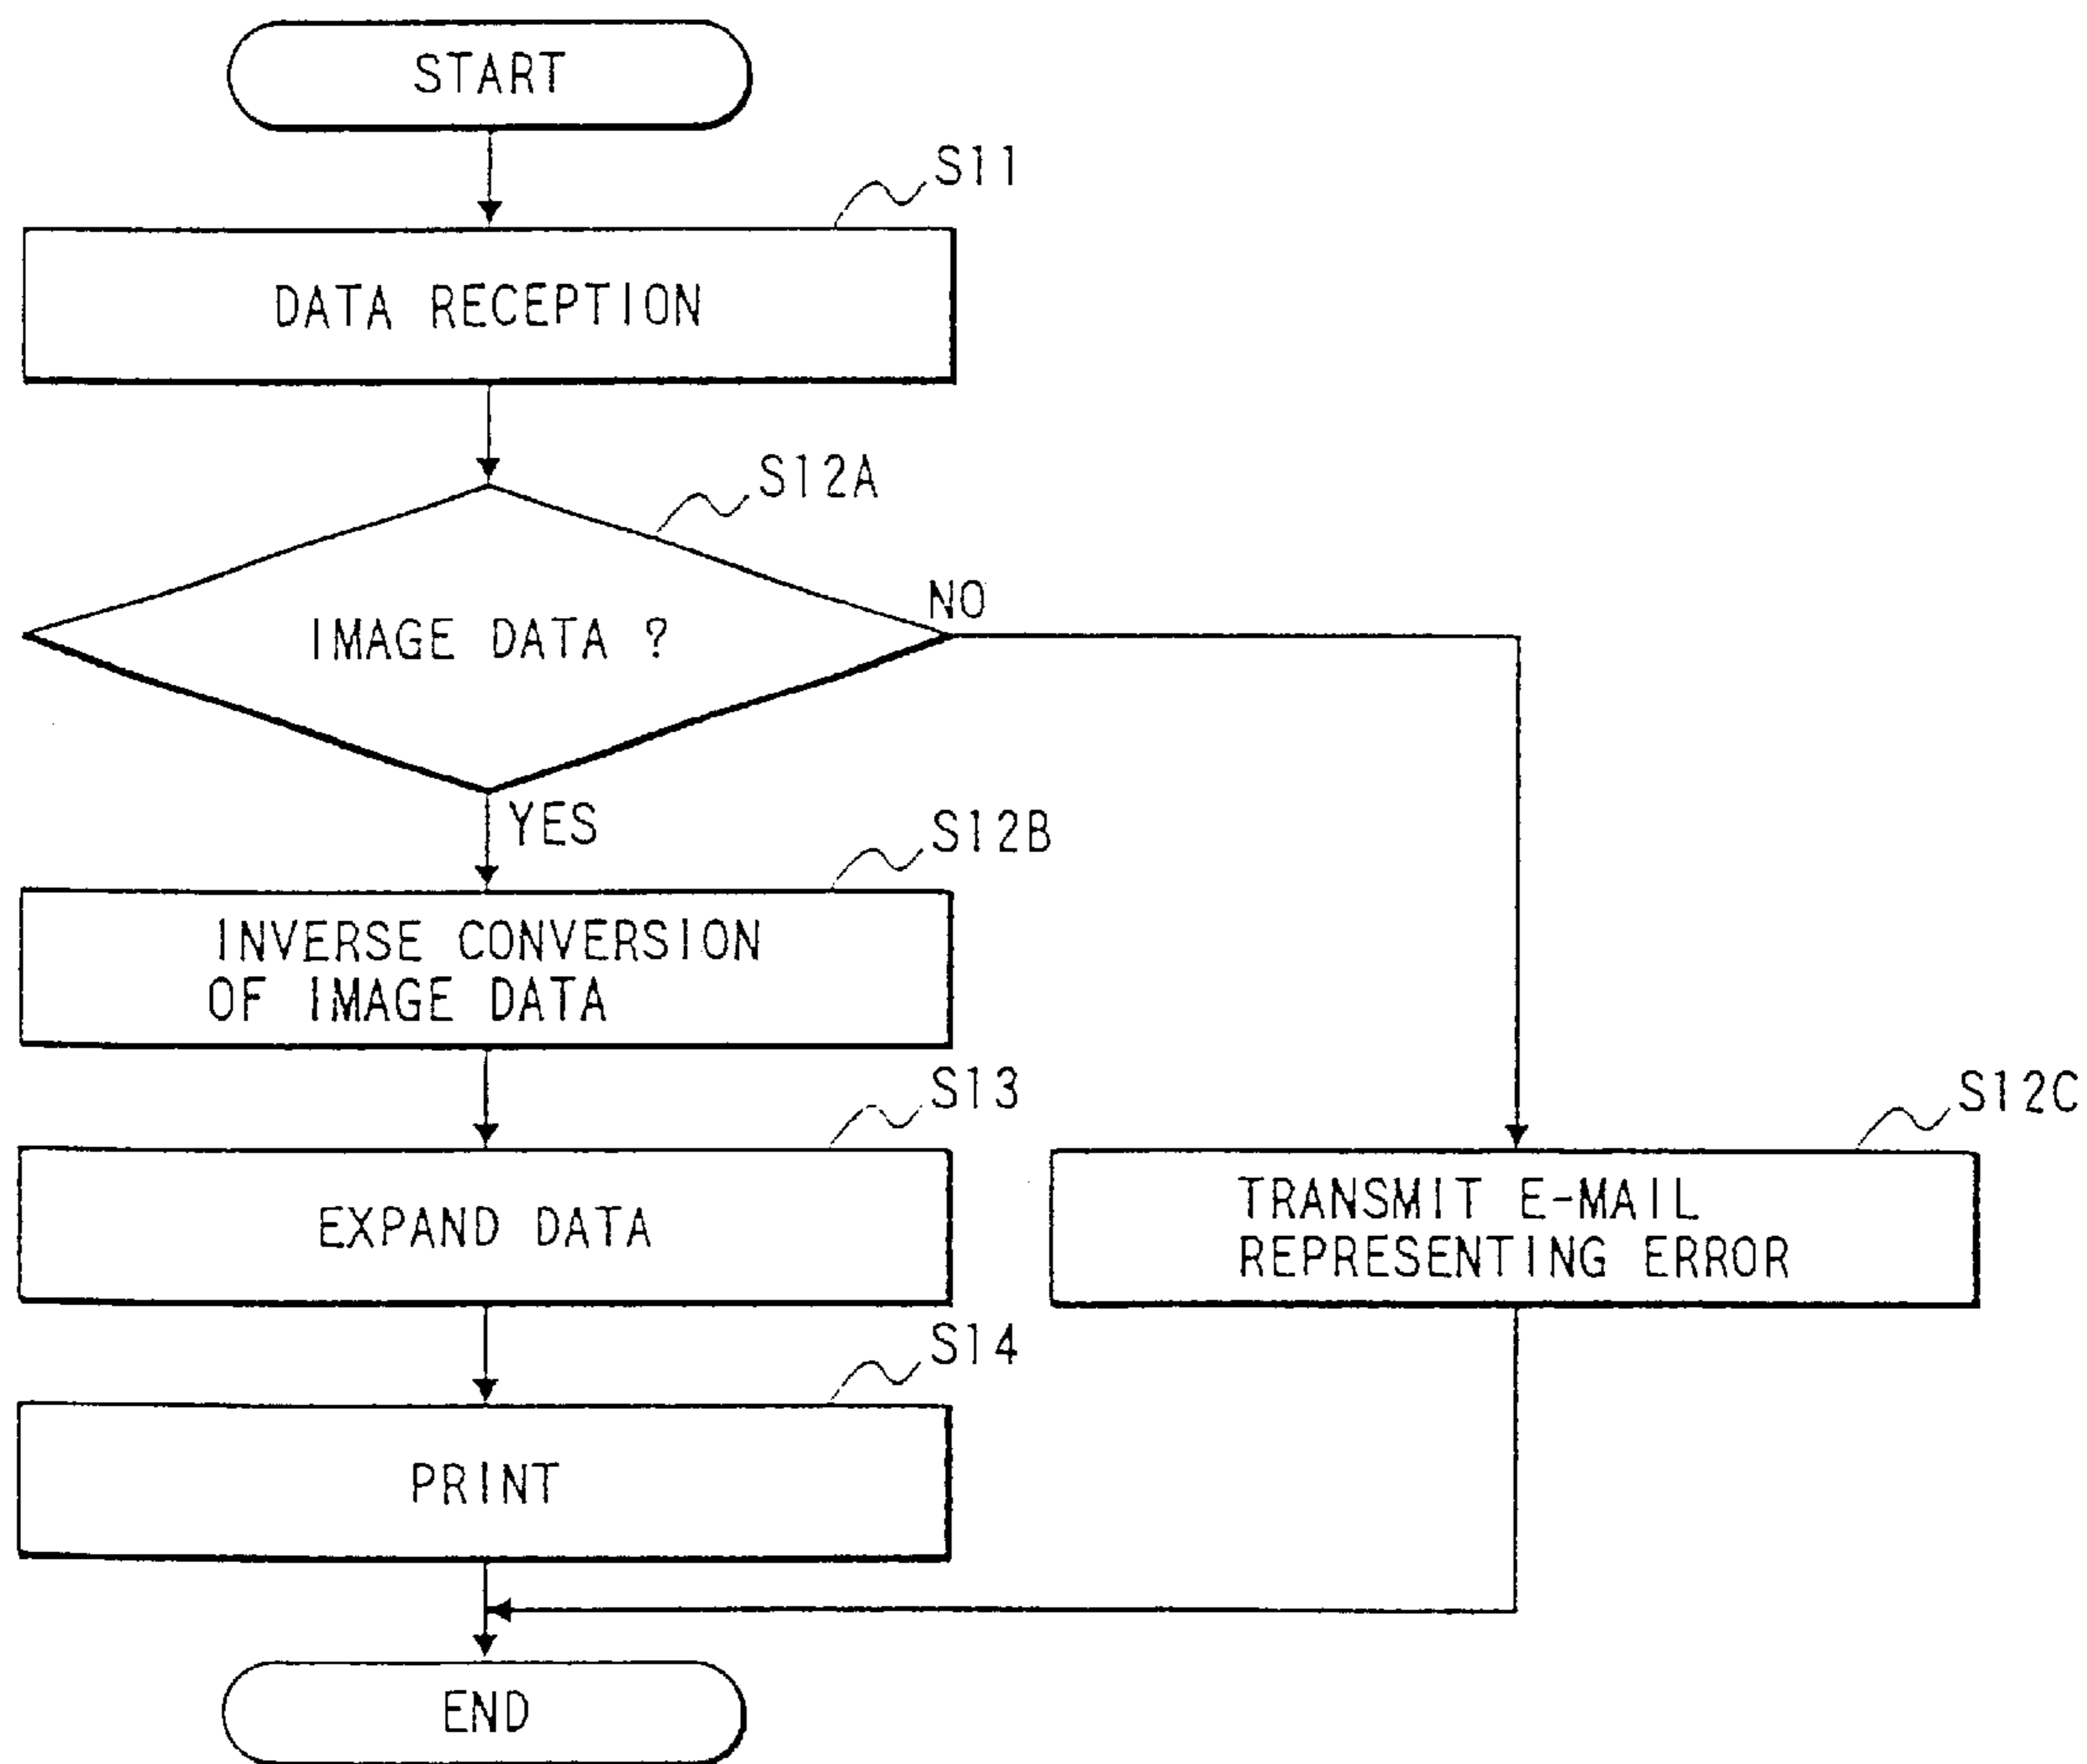 START
S11
DATA RECEPTION
S12A
IMAGE DATA ?
NO
YES
S12B
INVERSE CONVERSION
OF IMAGE DATA
S13
EXPAND DATA
S12C
TRANSMIT E-MAIL
REPRESENTING ERROR
S14
PRINT
END